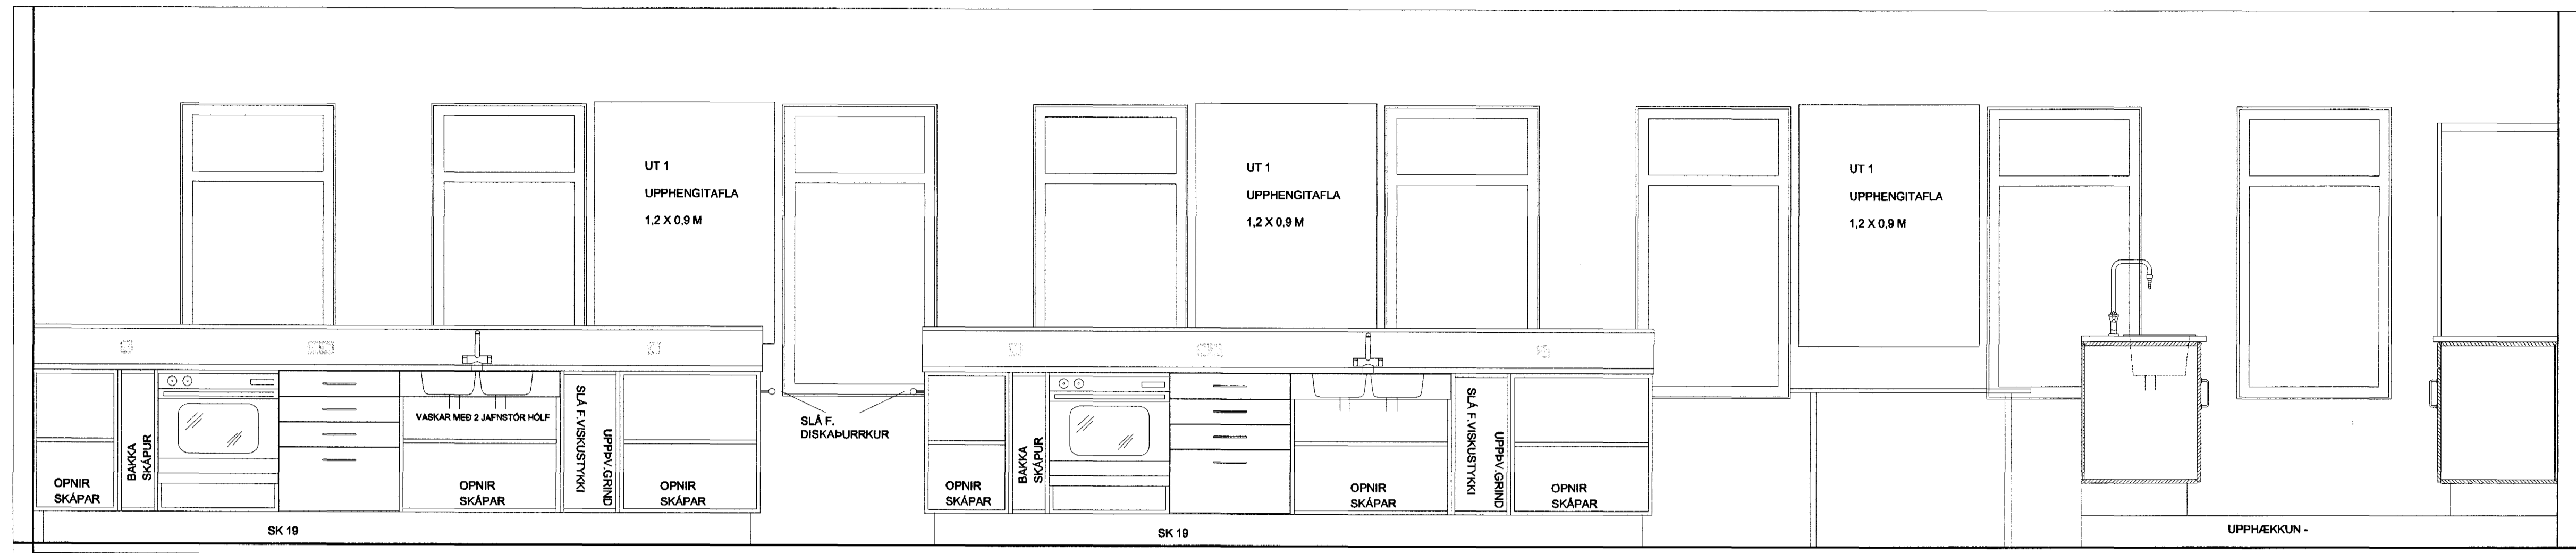 UT 1
UPPHENGITAFLA
1,2 X 0,9 M
UT 1
UPPHENGITAFLA
1,2 X 0,9 M
UT 1
UPPHENGITAFLA
1,2 X 0,9 M
OPNIR
SKÁPAR
BAKKA
SKÁPUR
VASKAR MEÐ 2 JAFNSTÓR HÓLF
OPNIR
SKÁPAR
SLÁ F.VISKUSTYKKI
UPPÞV.GRIND
OPNIR
SKÁPAR
SLÁ F.
DISKAÞURRKUR
OPNIR
SKÁPAR
BAKKA
SKÁPUR
OPNIR
SKÁPAR
SLÁ F.VISKUSTYKKI
UPPÞV.GRIND
OPNIR
SKÁPAR
SK 19
SK 19
UPPHÆKKUN -